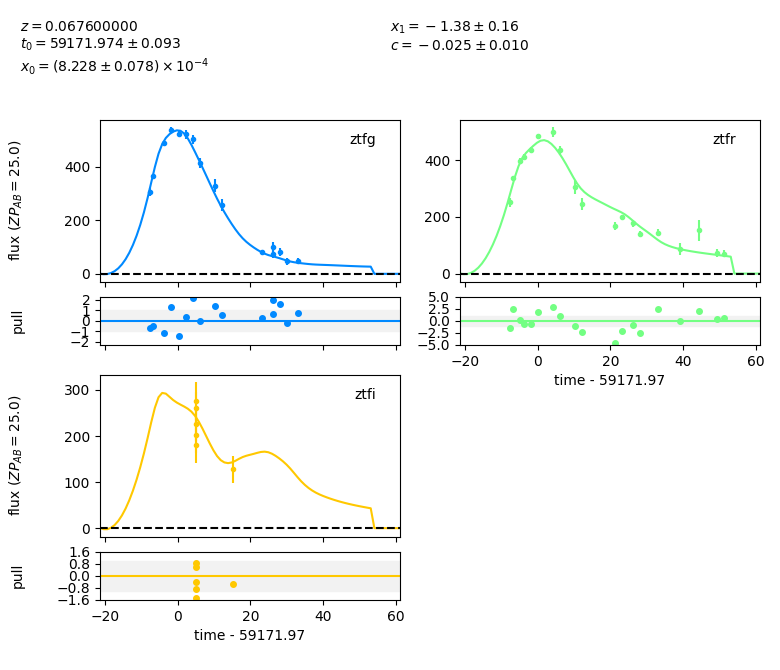 z = 0.067600000
t₀ = 59171.974 ± 0.093
x₀ = (8.228 ± 0.078) × 10⁻⁴
x₁ = −1.38 ± 0.16
c = −0.025 ± 0.010
flux (ZP_AB = 25.0)
400
200
0
ztfg
400
200
0
ztfr
pull
2
1
0
−1
−2
5.0
2.5
0.0
−2.5
−5.0
−20 0 20 40 60
time - 59171.97
flux (ZP_AB = 25.0)
300
200
100
0
ztfi
pull
1.6
0.8
0.0
−0.8
−1.6
−20 0 20 40 60
time - 59171.97